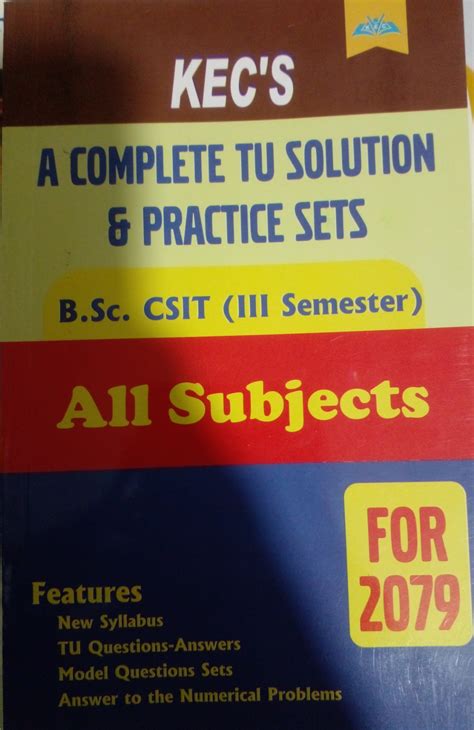 KEC'S
A COMPLETE TU SOLUTION
& PRACTICE SETS
B.Sc. CSIT (III Semester)
All Subjects
FOR
2079
Features
New Syllabus
TU Questions-Answers
Model Questions Sets
Answer to the Numerical Problems